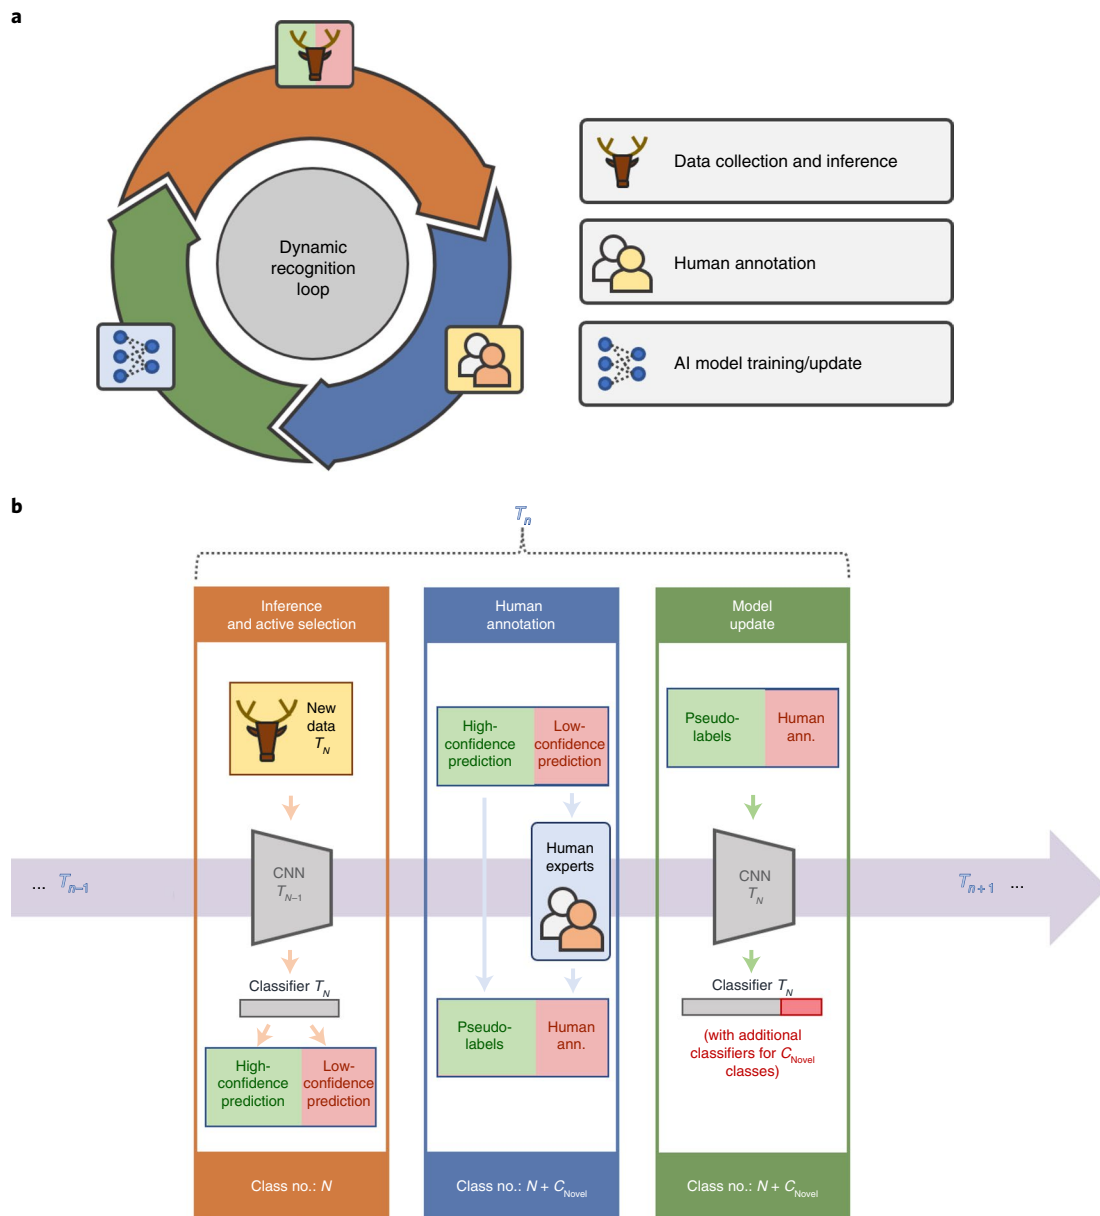 a
Dynamic
recognition
loop
Data collection and inference
Human annotation
AI model training/update
b
𝕋n
Inference
and active selection
New
data
TN
CNN
TN–1
Classifier TN
High-
confidence
prediction
Low-
confidence
prediction
Class no.: N
Human
annotation
High-
confidence
prediction
Low-
confidence
prediction
Human
experts
Pseudo-
labels
Human
ann.
Class no.: N + CNovel
Model
update
Pseudo-
labels
Human
ann.
CNN
TN
Classifier TN
(with additional
classifiers for CNovel
classes)
Class no.: N + CNovel
... 𝕋n–1
𝕋n+1 ...